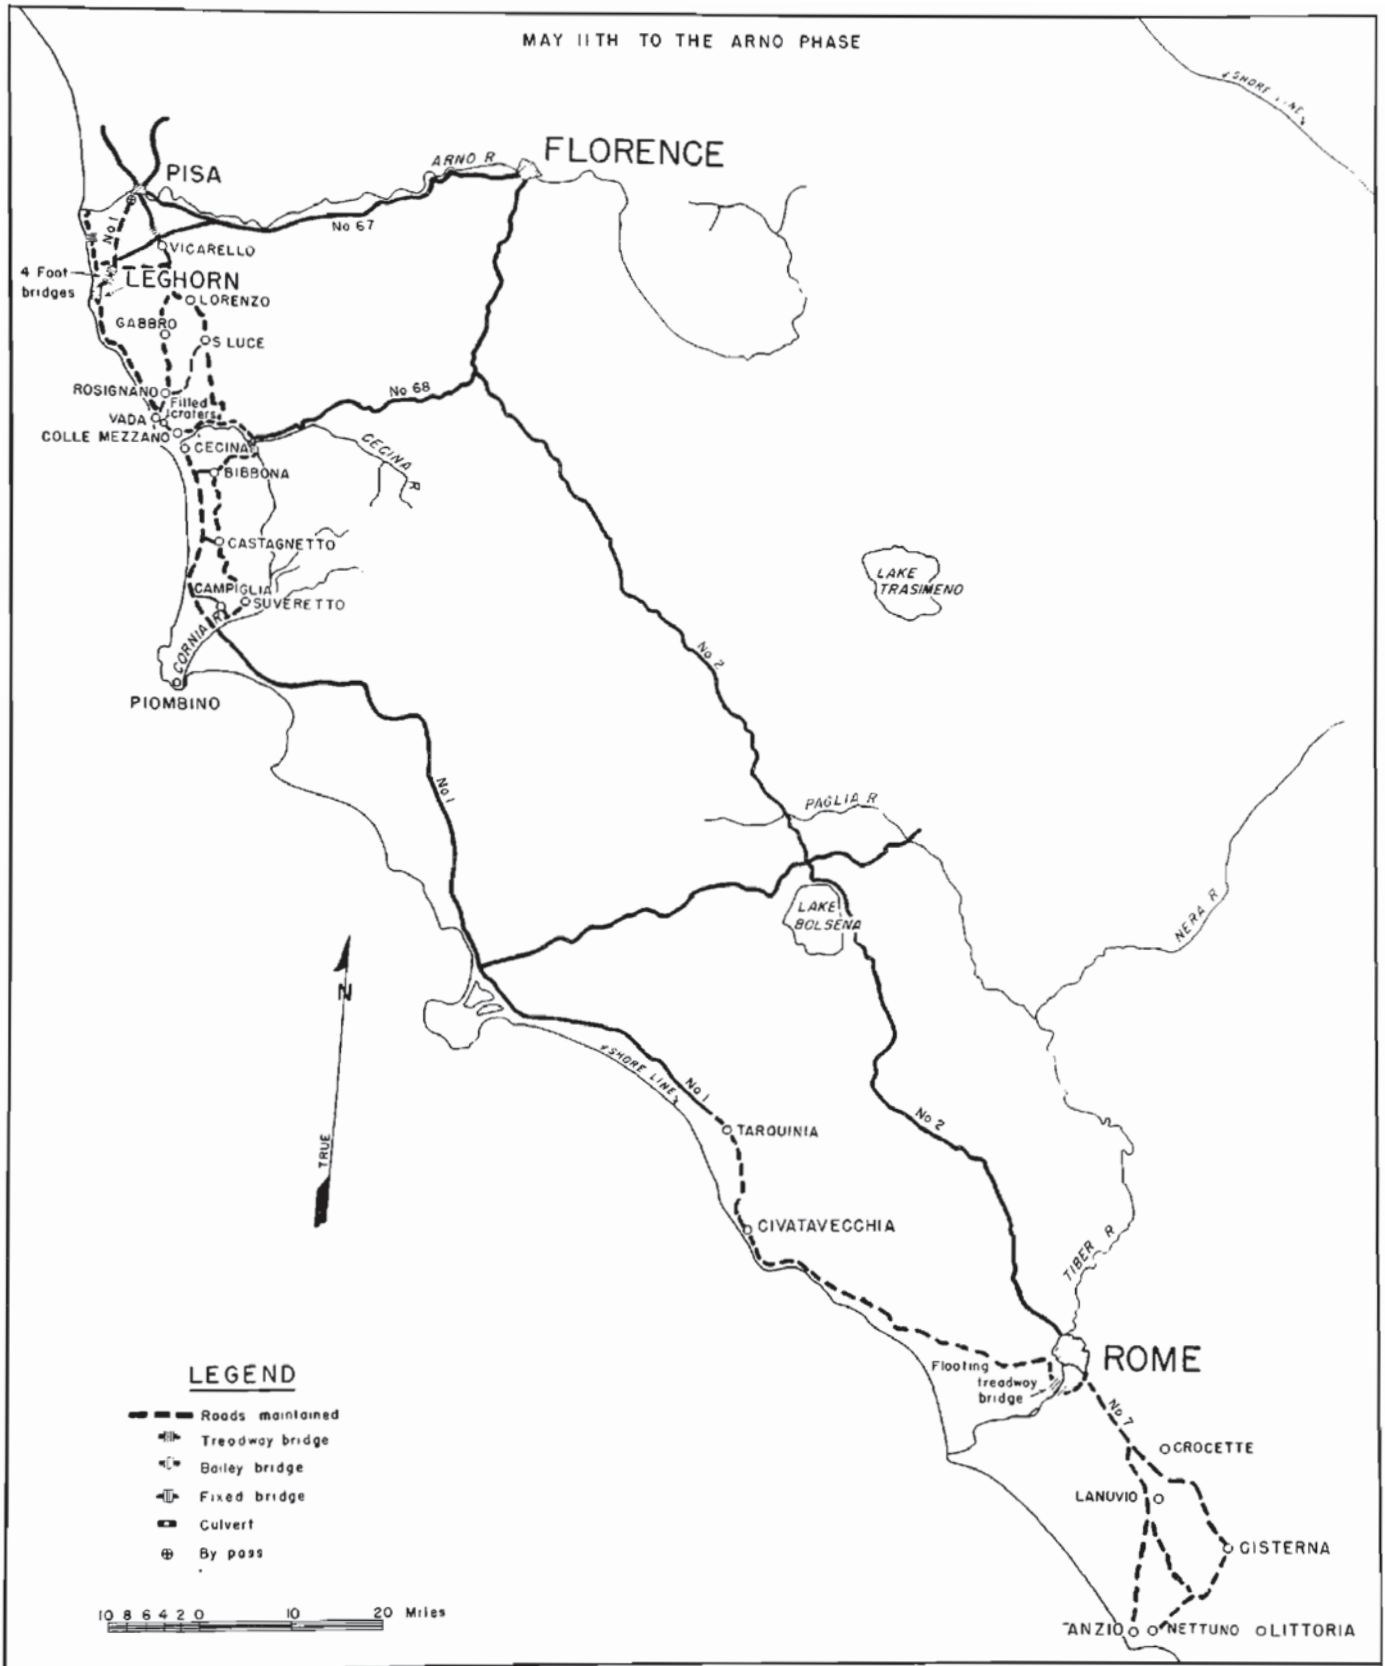 MAY 11TH TO THE ARNO PHASE
SHORE LINE
FLORENCE
ARNO R
PISA
No 67
No 1
VICARELLO
4 Foot
bridges
LEGHORN
LORENZO
GABBRO
S LUCE
ROSIGNANO
No 68
Filled
craters
VADA
COLLE MEZZANO
CECINA
CECINA R
BIBBONA
CASTAGNETTO
LAKE
TRASIMENO
CAMPIGLIA
SUVERETTO
CORNIA R
No 2
PIOMBINO
No 1
PAGLIA R
LAKE
BOLSENA
NERA R
N
TRUE
SHORE LINE
No 1
No 2
TARQUINIA
CIVATAVECCHIA
TIBER R
ROME
Flooting
treadway
bridge
No 7
CROCETTE
LANUVIO
CISTERNA
ANZIO
NETTUNO
LITTORIA
LEGEND
Roads maintained
Treadway bridge
Bailey bridge
Fixed bridge
Culvert
By pass
10 8 6 4 2 0 10 20 Miles